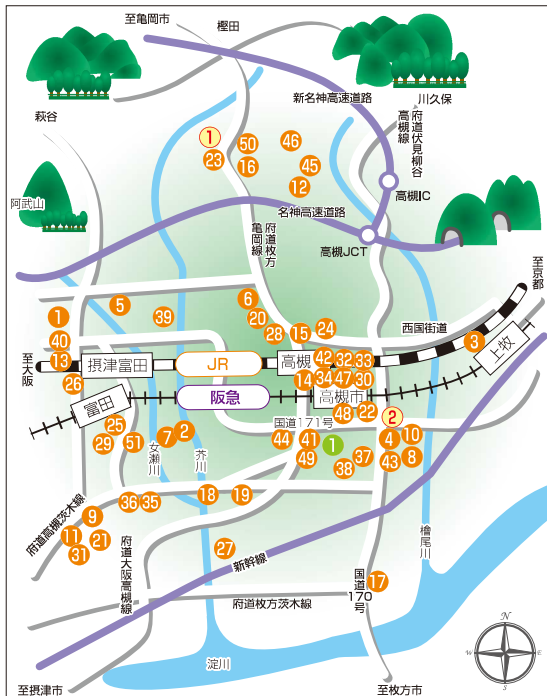 至亀岡市
樫田
萩谷
新名神高速道路
川久保
府道伏見柳谷
高槻線
1
50
46
23
16
45
12
高槻IC
阿武山
名神高速道路
高槻JCT
府道枚方
亀岡線
至京都
1
5
39
6
20
28
15
24
西国街道
3
上牧
40
13
至大阪
摂津富田
JR
高槻
42
32
33
26
14
34
47
30
富田
阪急
高槻市
48
22
2
25
国道171号
29
51
7
2
44
41
1
4
10
女瀬川
芥川
49
38
37
43
8
36
35
18
19
9
府道高槻茨木線
11
21
31
府道大阪高槻線
27
新幹線
檜尾川
17
国道
170
号
府道枚方茨木線
淀川
至摂津市
至枚方市
N
W
E
S